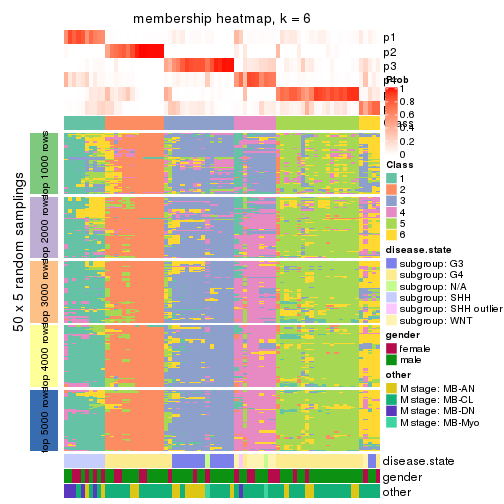 membership heatmap, k = 6
p1
p2
p3
Prob
1
0.8
0.6
0.4
0.2
0
Class
1
2
3
4
5
6
disease.state
subgroup: G3
subgroup: G4
subgroup: N/A
subgroup: SHH
subgroup: SHH outlier
subgroup: WNT
gender
female
male
other
M stage: MB-AN
M stage: MB-CL
M stage: MB-DN
M stage: MB-Myo
50 x 5 random samplings
top 1000 rows
top 2000 rows
top 3000 rows
top 4000 rows
top 5000 rows
disease.state
gender
other